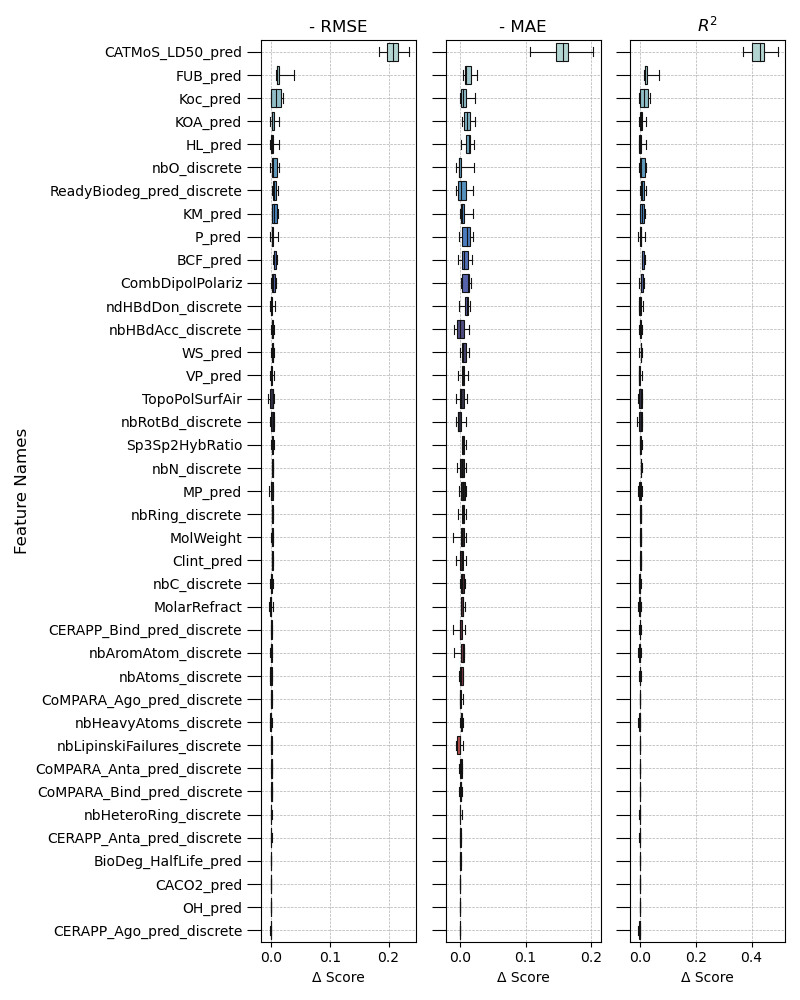 - RMSE
- MAE
R²
Feature Names
CATMoS_LD50_pred
FUB_pred
Koc_pred
KOA_pred
HL_pred
nbO_discrete
ReadyBiodeg_pred_discrete
KM_pred
P_pred
BCF_pred
CombDipolPolariz
ndHBdDon_discrete
nbHBdAcc_discrete
WS_pred
VP_pred
TopoPolSurfAir
nbRotBd_discrete
Sp3Sp2HybRatio
nbN_discrete
MP_pred
nbRing_discrete
MolWeight
Clint_pred
nbC_discrete
MolarRefract
CERAPP_Bind_pred_discrete
nbAromAtom_discrete
nbAtoms_discrete
CoMPARA_Ago_pred_discrete
nbHeavyAtoms_discrete
nbLipinskiFailures_discrete
CoMPARA_Anta_pred_discrete
CoMPARA_Bind_pred_discrete
nbHeteroRing_discrete
CERAPP_Anta_pred_discrete
BioDeg_HalfLife_pred
CACO2_pred
OH_pred
CERAPP_Ago_pred_discrete
0.0 0.1 0.2
0.0 0.1 0.2
0.0 0.2 0.4
Δ Score
Δ Score
Δ Score